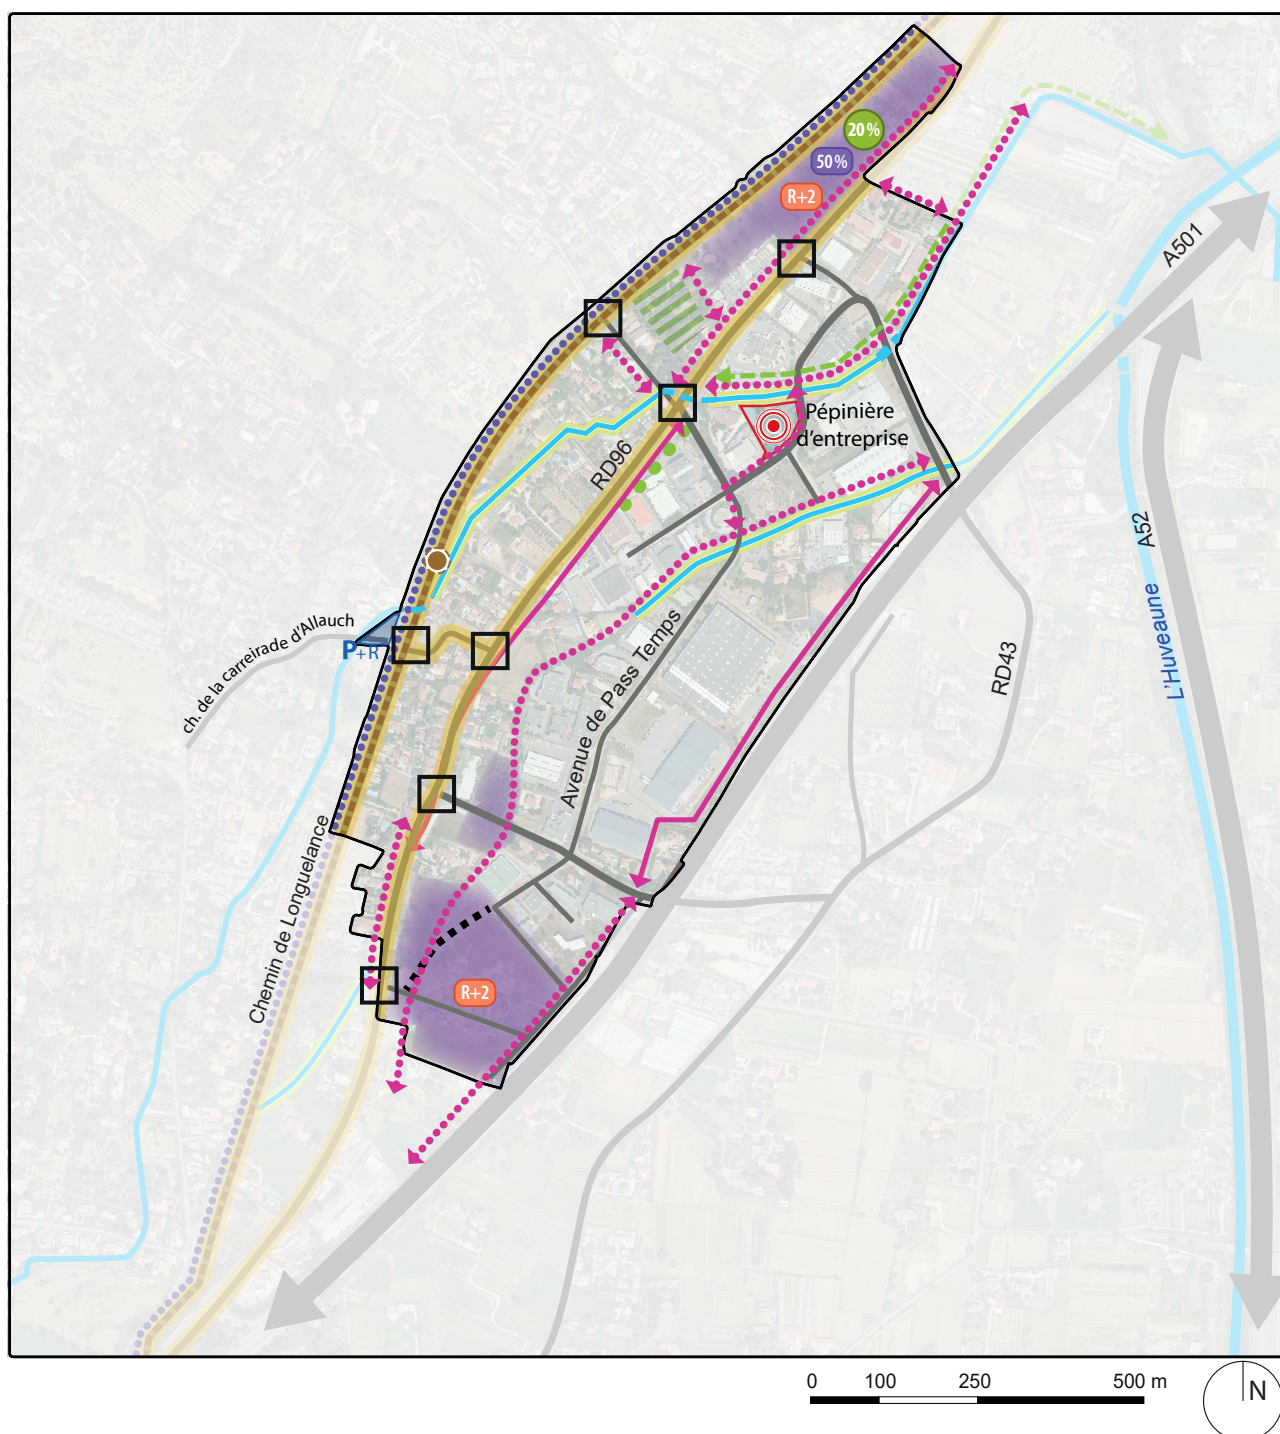 20 %
50 %
R+2
A501
Pépinière
d'entreprise
RD96
A52
ch. de la carreirade d'Allauch
P+R
L'Huveaune
RD43
Avenue de Pass Temps
Chemin de Longuelance
R+2
0 100 250 500 m
N